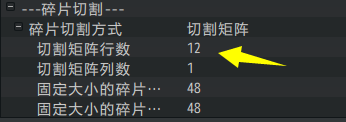 ---碎片切割---
碎片切割方式 切割矩阵
切割矩阵行数 12
切割矩阵列数 1
固定大小的碎片… 48
固定大小的碎片… 48